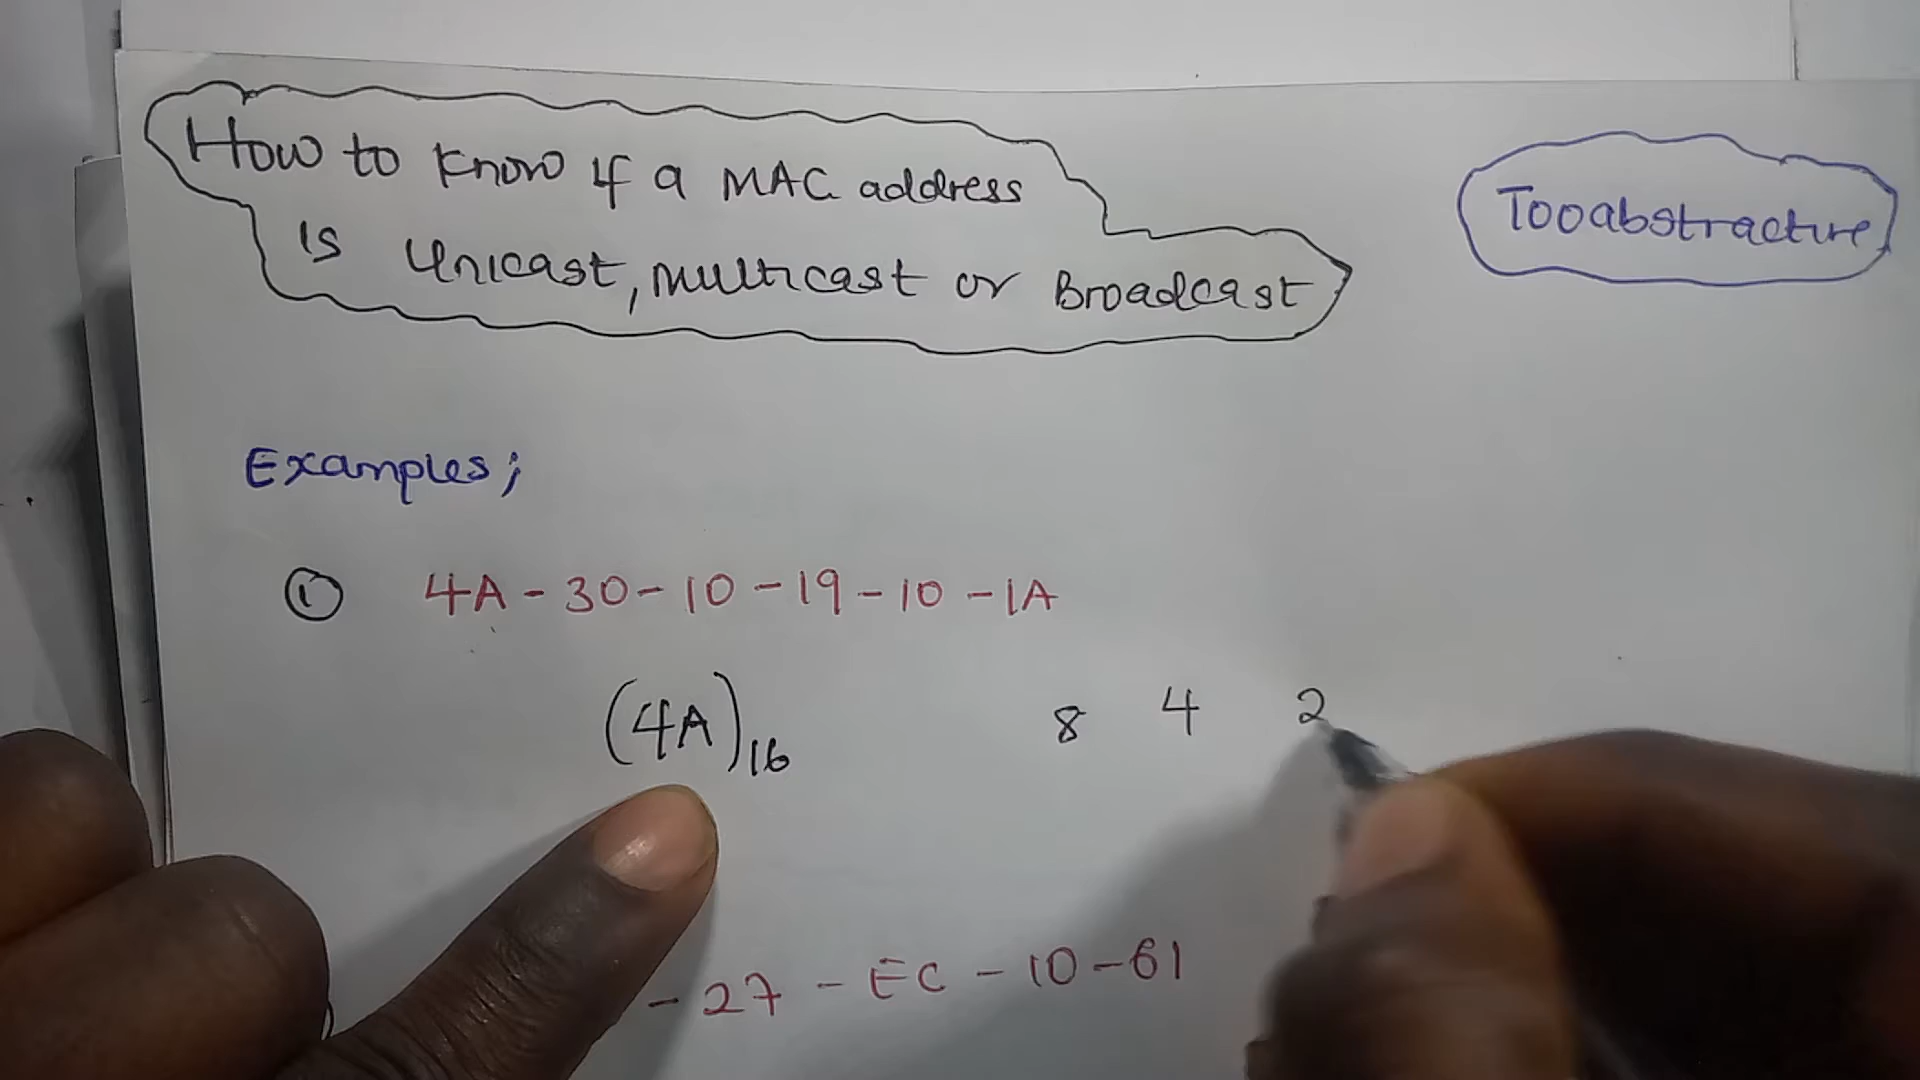 How to Know If a MAC address
Is Unicast, multicast or Broadcast
Tooabstracture
Examples;
① 4A - 30 - 10 - 19 - 10 - 1A
(4A)16 8 4 2
- 27 - EC - 10 - 61